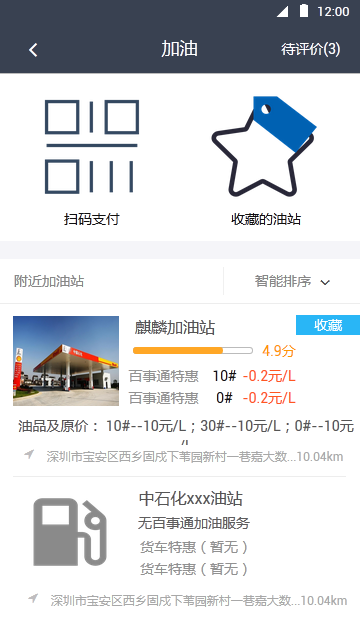 12:00
加油
待评价(3)
扫码支付
收藏的油站
附近加油站
智能排序
麒麟加油站
收藏
4.9分
百事通特惠 10# -0.2元/L
百事通特惠 0# -0.2元/L
油品及原价： 10#--10元/L；30#--10元/L；0#--10元
深圳市宝安区西乡固戍下苇园新村一巷嘉大数...10.04km
中石化xxx油站
无百事通加油服务
货车特惠（暂无）
货车特惠（暂无）
深圳市宝安区西乡固戍下苇园新村一巷嘉大数...10.04km